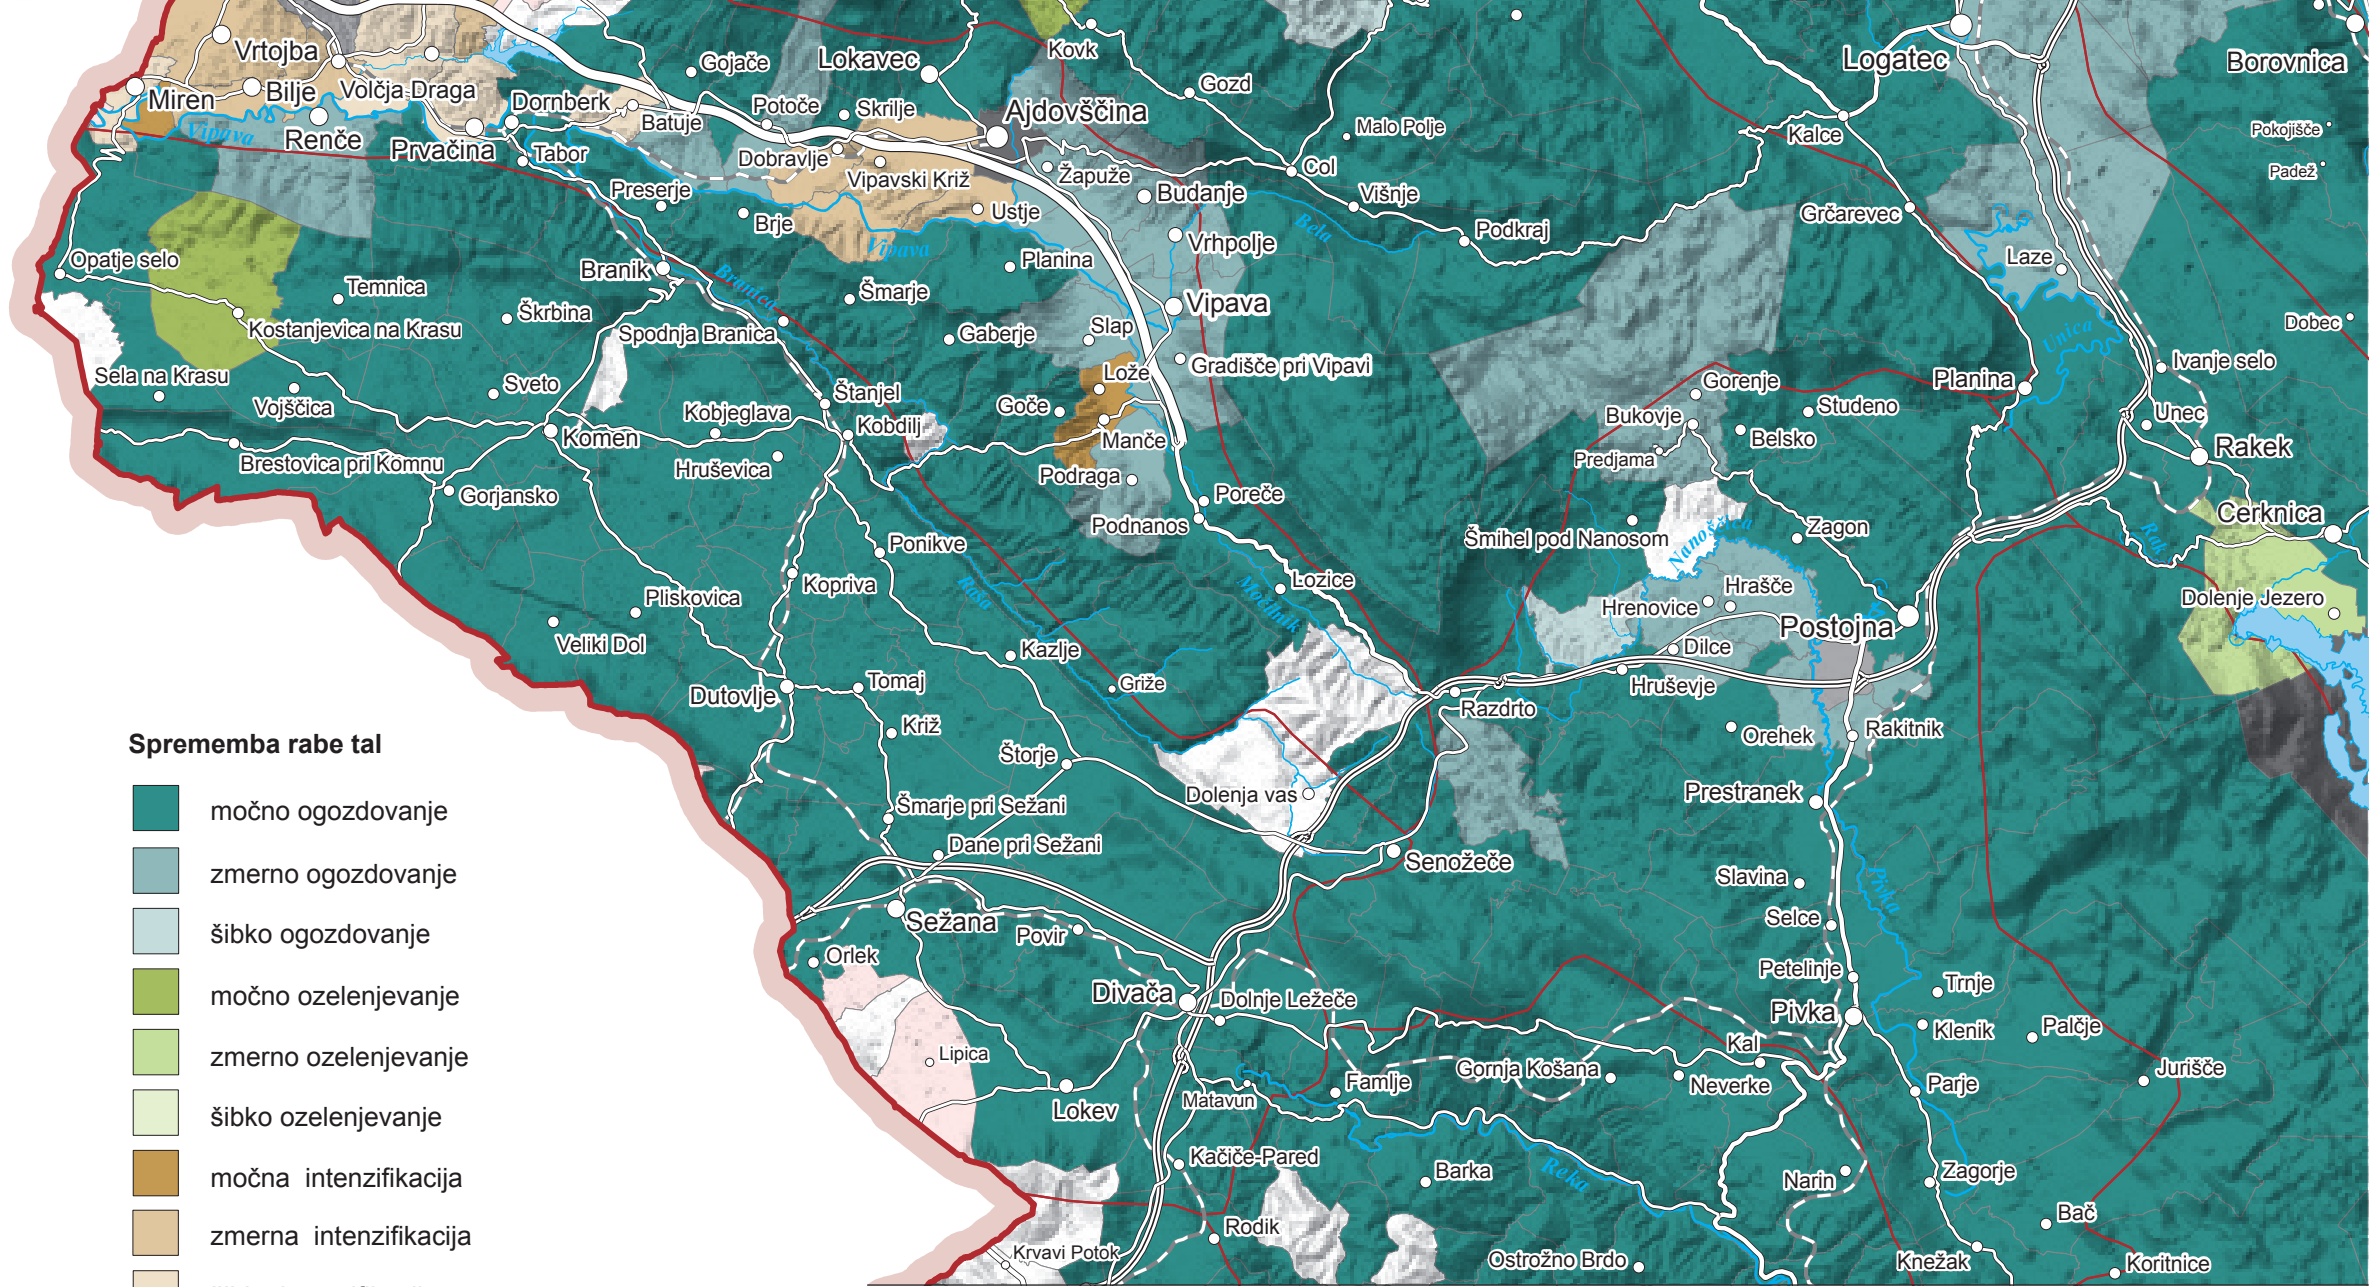 Vrtojba
Miren
Bilje
Volčja Draga
Renče
Vipava
Prvačina
Dornberk
Tabor
Batuje
Gojače
Potoče
Skrilje
Lokavec
Ajdovščina
Kovk
Gozd
Malo Polje
Col
Višnje
Podkraj
Bela
Logatec
Borovnica
Kalce
Pokojišče
Padež
Grčarevec
Laze
Dobec
Dobravlje
Vipavski Križ
Žapuže
Budanje
Ustje
Vrhpolje
Vipava
Planina
Vipava
Preserje
Brje
Branik
Branica
Šmarje
Gaberje
Slap
Gradišče pri Vipavi
Lože
Goče
Manče
Podraga
Podnanos
Poreče
Opatje selo
Temnica
Kostanjevica na Krasu
Škrbina
Spodnja Branica
Sela na Krasu
Vojščica
Sveto
Štanjel
Kobjeglava
Kobdilj
Komen
Hruševica
Brestovica pri Komnu
Gorjansko
Ponikve
Kopriva
Raša
Močilnik
Lozice
Pliskovica
Veliki Dol
Kazlje
Griže
Dutovlje
Tomaj
Križ
Štorje
Dolenja vas
Razdrto
Senožeče
Unica
Ivanje selo
Planina
Unec
Rakek
Cerknica
Rak
Dolenje Jezero
Gorenje
Bukovje
Studeno
Belsko
Predjama
Šmihel pod Nanosom
Nanoščica
Zagon
Hrašče
Hrenovice
Postojna
Dilce
Hruševje
Orehek
Rakitnik
Prestranek
Slavina
Selce
Pivka
Petelinje
Trnje
Pivka
Klenik
Palčje
Jurišče
Kal
Neverke
Gornja Košana
Parje
Narin
Zagorje
Bač
Knežak
Koritnice
Šmarje pri Sežani
Dane pri Sežani
Sežana
Povir
Orlek
Lipica
Divača
Dolnje Ležeče
Lokev
Matavun
Famlje
Kačiče-Pared
Barka
Reka
Rodik
Krvavi Potok
Ostrožno Brdo
Sprememba rabe tal
močno ogozdovanje
zmerno ogozdovanje
šibko ogozdovanje
močno ozelenjevanje
zmerno ozelenjevanje
šibko ozelenjevanje
močna intenzifikacija
zmerna intenzifikacija